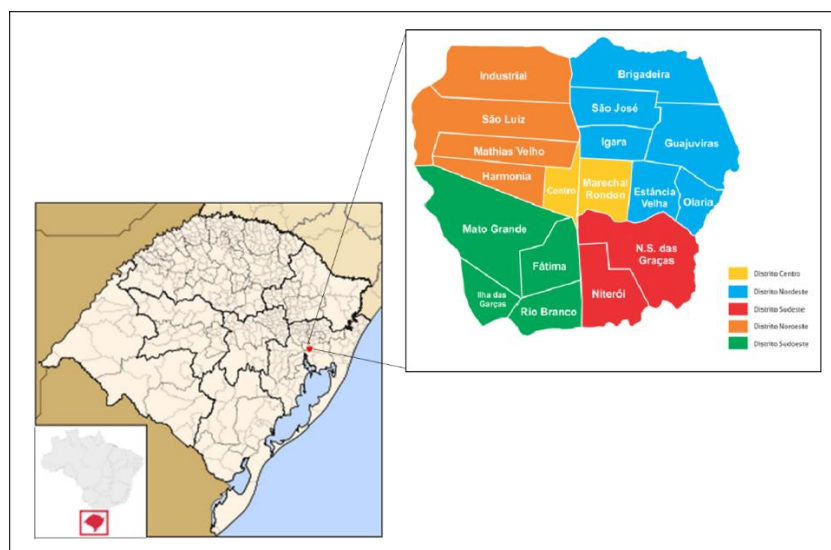 Industrial
Brigadeira
São José
São Luiz
Igara
Guajuviras
Mathias Velho
Harmonia
Centro
Marechal
Rondon
Estância
Velha
Olaria
Mato Grande
N.S. das
Graças
Fátima
Niterói
Ilha das
Garças
Rio Branco
Distrito Centro
Distrito Nordeste
Distrito Sudeste
Distrito Noroeste
Distrito Sudoeste